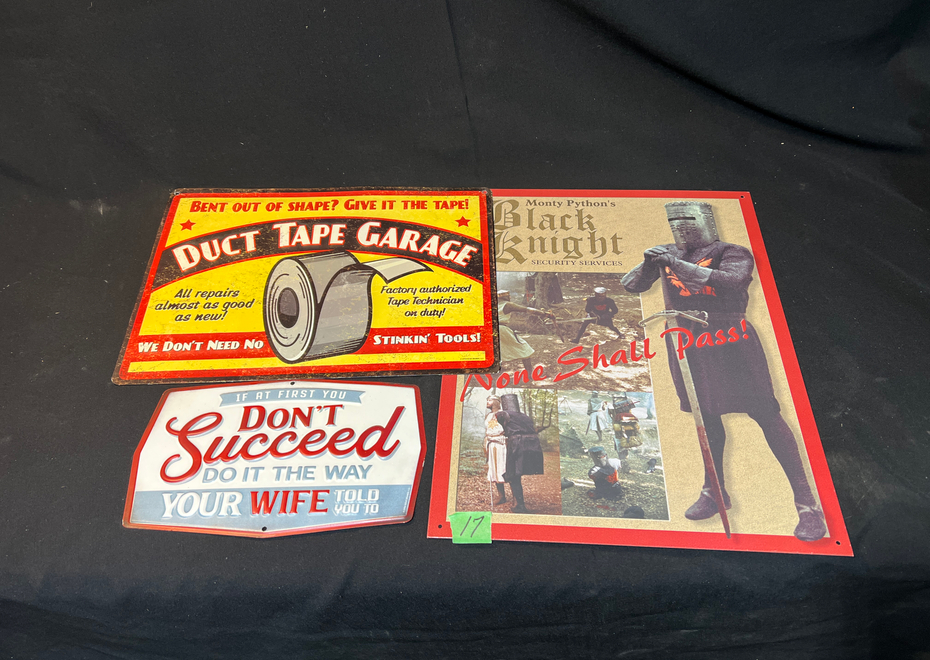 BENT OUT OF SHAPE? GIVE IT THE TAPE!
DUCT TAPE GARAGE
All repairs
almost as good
as new!
Factory authorized
Tape Technician
on duty!
WE DON'T NEED NO
STINKIN' TOOLS!
IF AT FIRST YOU
DON'T
Succeed
DO IT THE WAY
YOUR WIFE TOLD
YOU TO
Monty Python's
Black
Knight
SECURITY SERVICES
None Shall Pass!
17